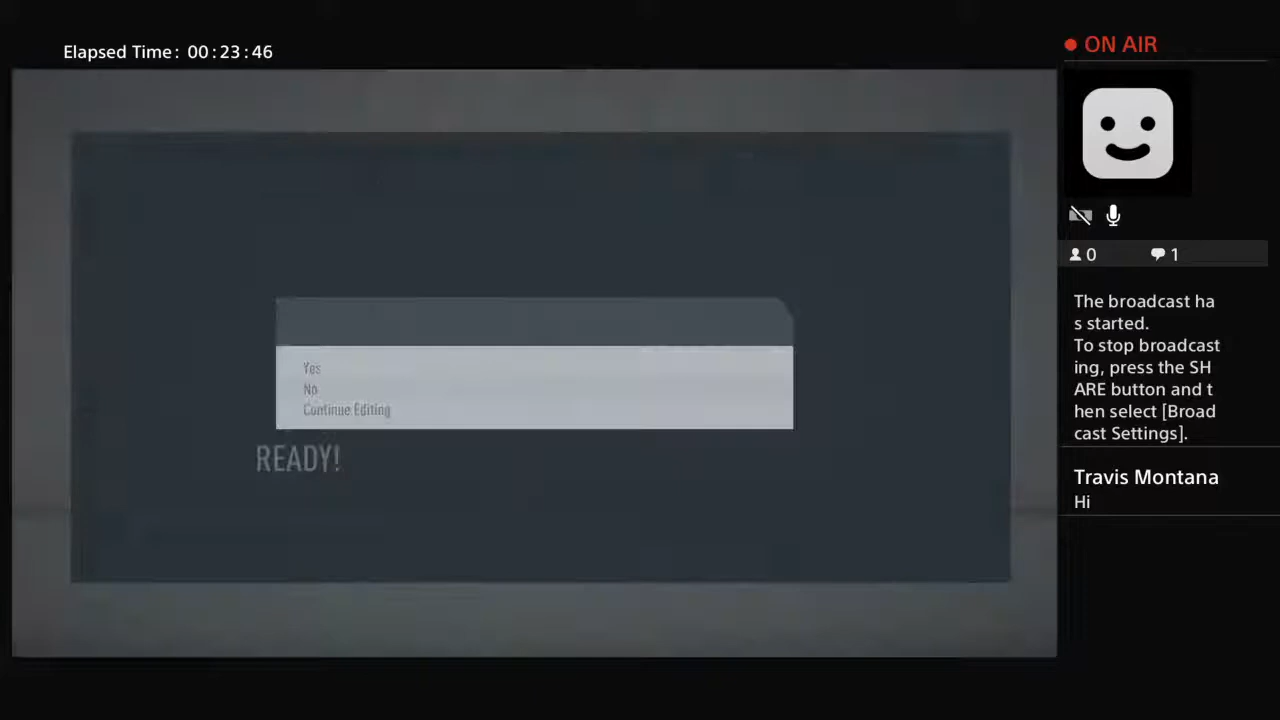 Elapsed Time: 00:23:46
ON AIR
0 1
The broadcast ha
s started.
To stop broadcast
ing, press the SH
ARE button and t
hen select [Broad
cast Settings].
Travis Montana
Hi
Yes
No
Continue Editing
READY!